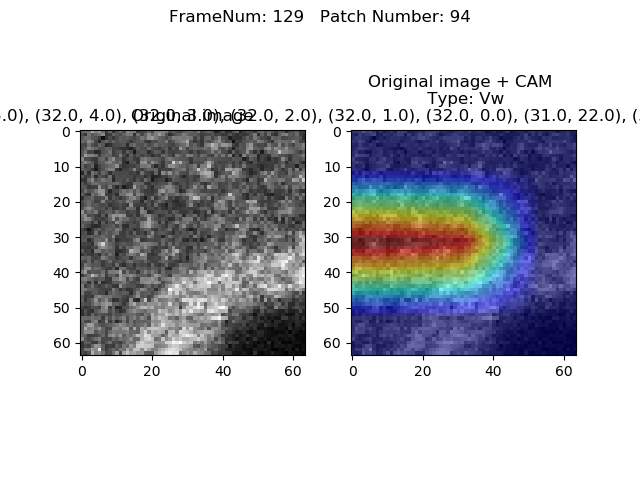 FrameNum: 129   Patch Number: 94
Original image + CAM
Type: Vw
.0), (32.0, 4.0), (32.0, 3.0), (32.0, 2.0), (32.0, 1.0), (32.0, 0.0), (31.0, 22.0), (3
Original image
0
10
20
30
40
50
60
0 20 40 60
0
10
20
30
40
50
60
0 20 40 60